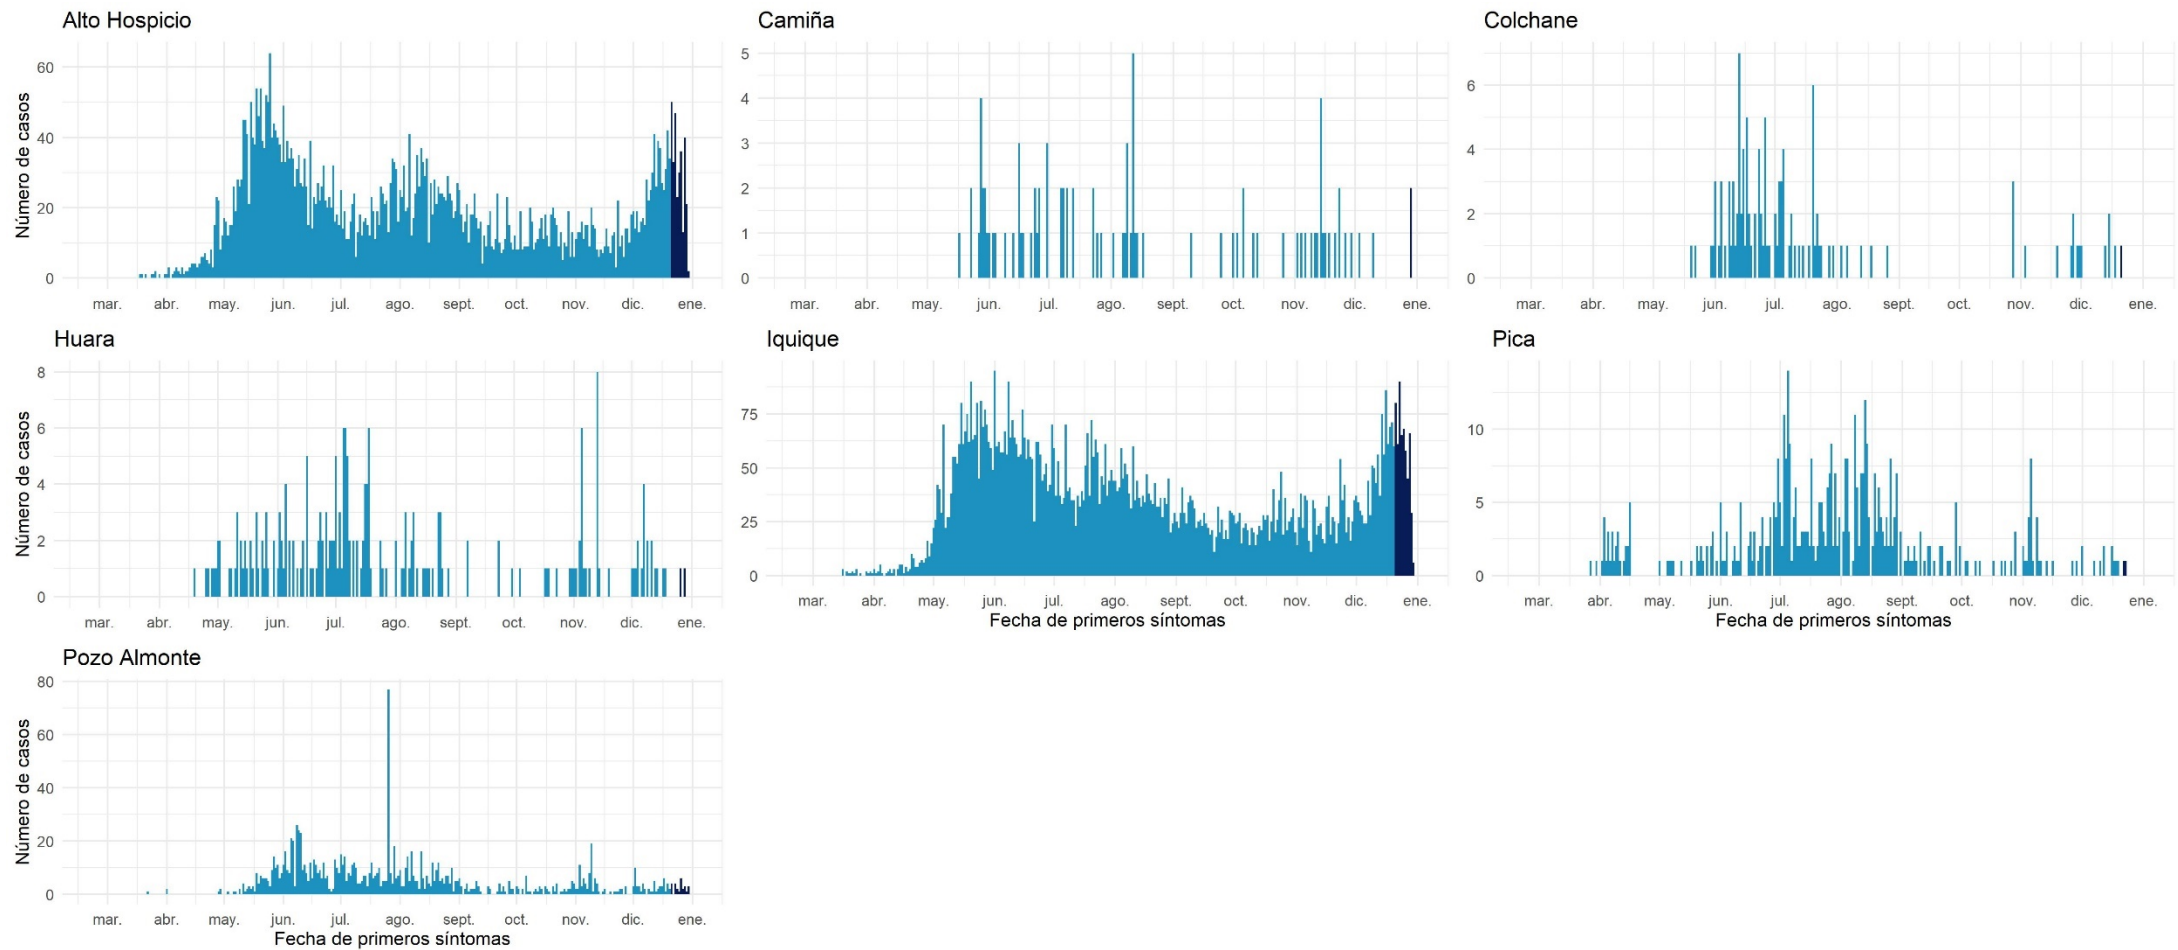 Alto Hospicio
Número de casos
60
40
20
0
mar. abr. may. jun. jul. ago. sept. oct. nov. dic. ene.
Camiña
5
4
3
2
1
0
mar. abr. may. jun. jul. ago. sept. oct. nov. dic. ene.
Colchane
6
4
2
0
mar. abr. may. jun. jul. ago. sept. oct. nov. dic. ene.
Huara
Número de casos
8
6
4
2
0
mar. abr. may. jun. jul. ago. sept. oct. nov. dic. ene.
Iquique
75
50
25
0
mar. abr. may. jun. jul. ago. sept. oct. nov. dic. ene.
Fecha de primeros síntomas
Pica
10
5
0
mar. abr. may. jun. jul. ago. sept. oct. nov. dic. ene.
Fecha de primeros síntomas
Pozo Almonte
Número de casos
80
60
40
20
0
mar. abr. may. jun. jul. ago. sept. oct. nov. dic. ene.
Fecha de primeros síntomas